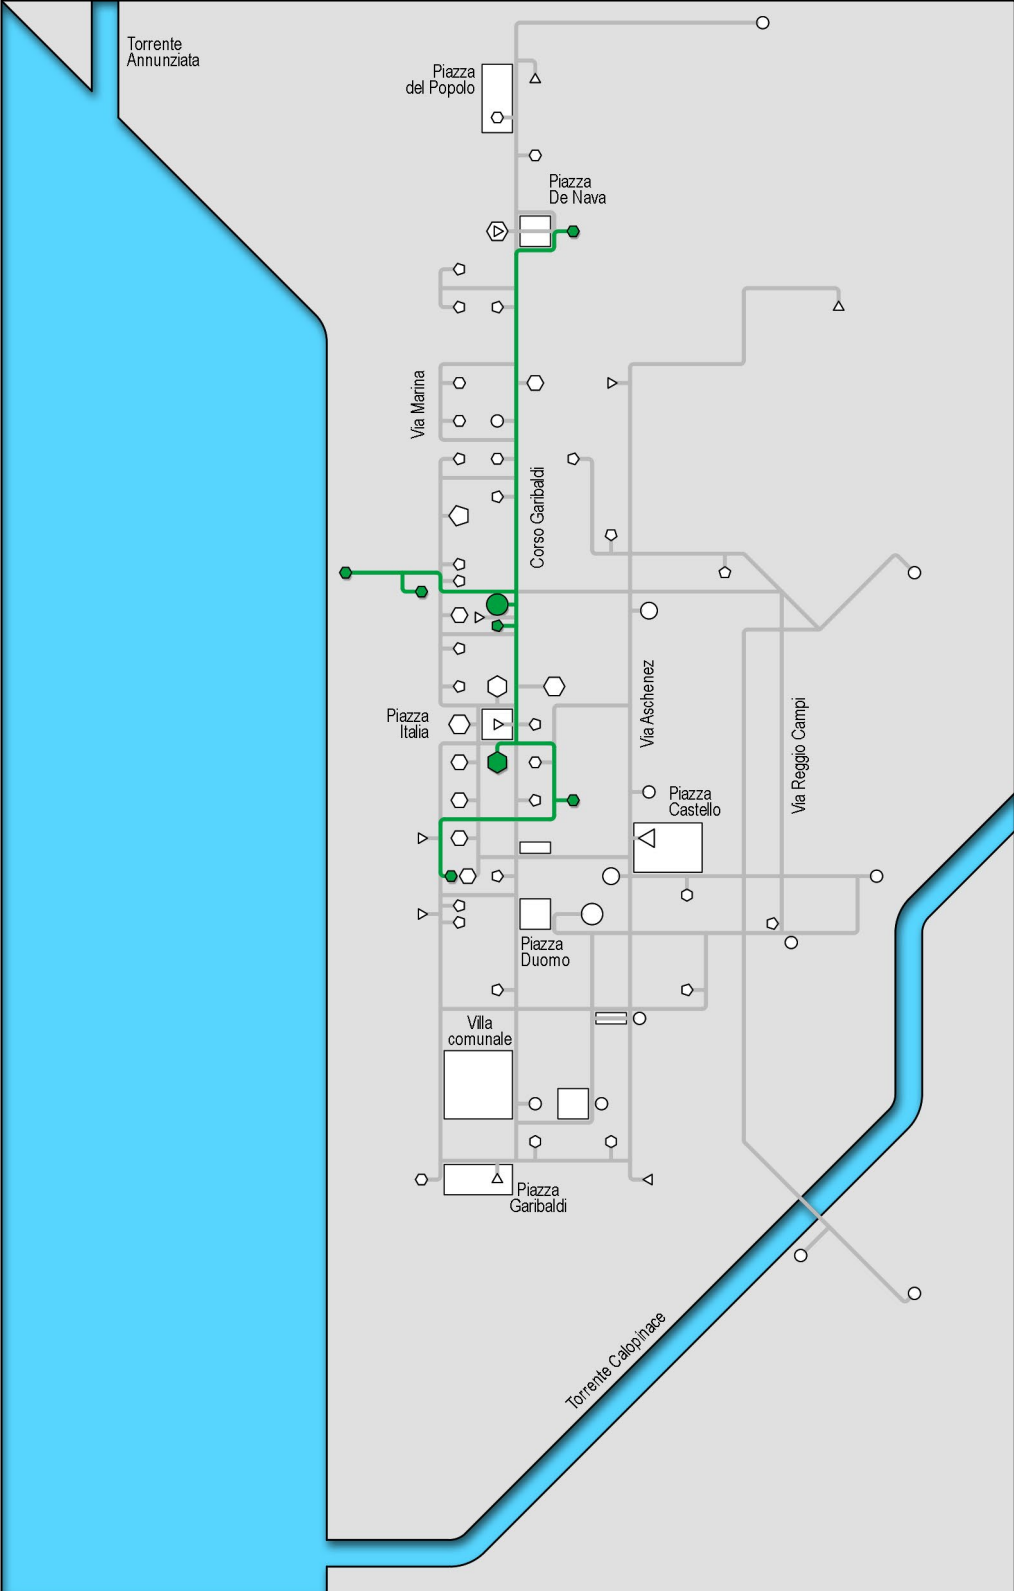 Torrente
Annunziata
Piazza
del Popolo
Piazza
De Nava
Via Marina
Corso Garibaldi
Via Aschenez
Piazza
Italia
Via Reggio Campi
Piazza
Castello
Piazza
Duomo
Villa
comunale
Piazza
Garibaldi
Torrente Calopinace